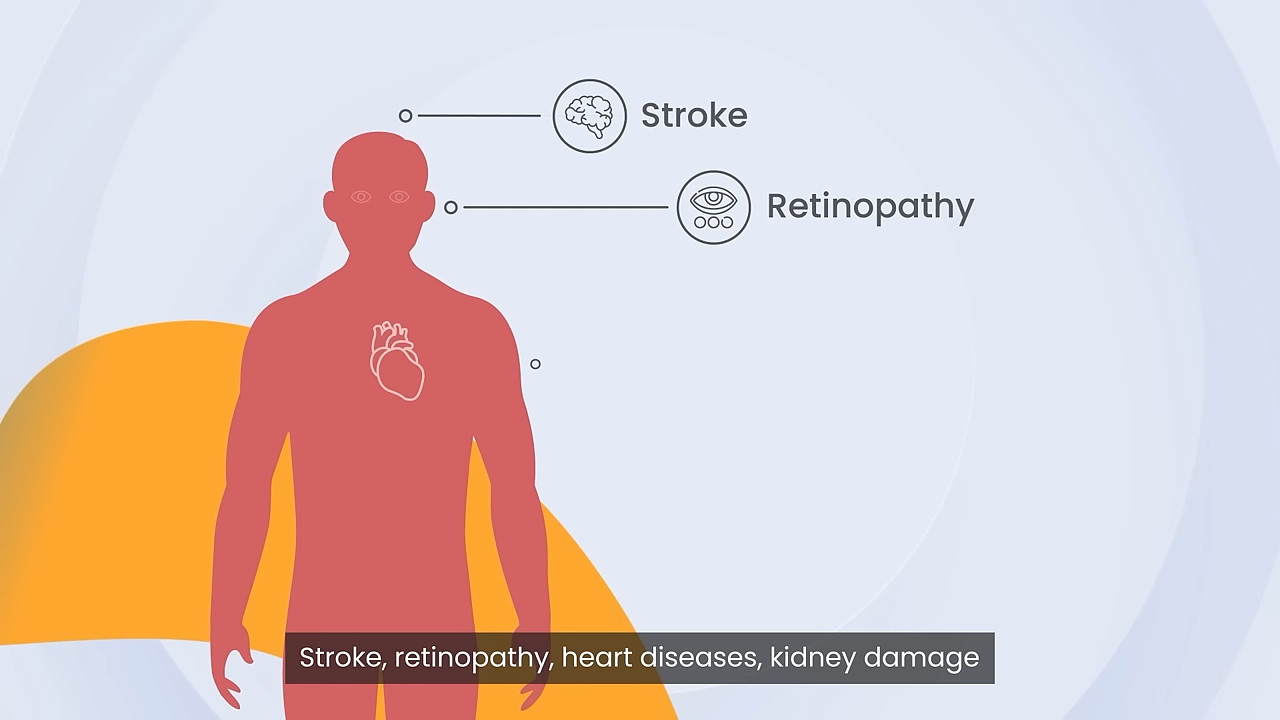 Stroke
Retinopathy
Stroke, retinopathy, heart diseases, kidney damage